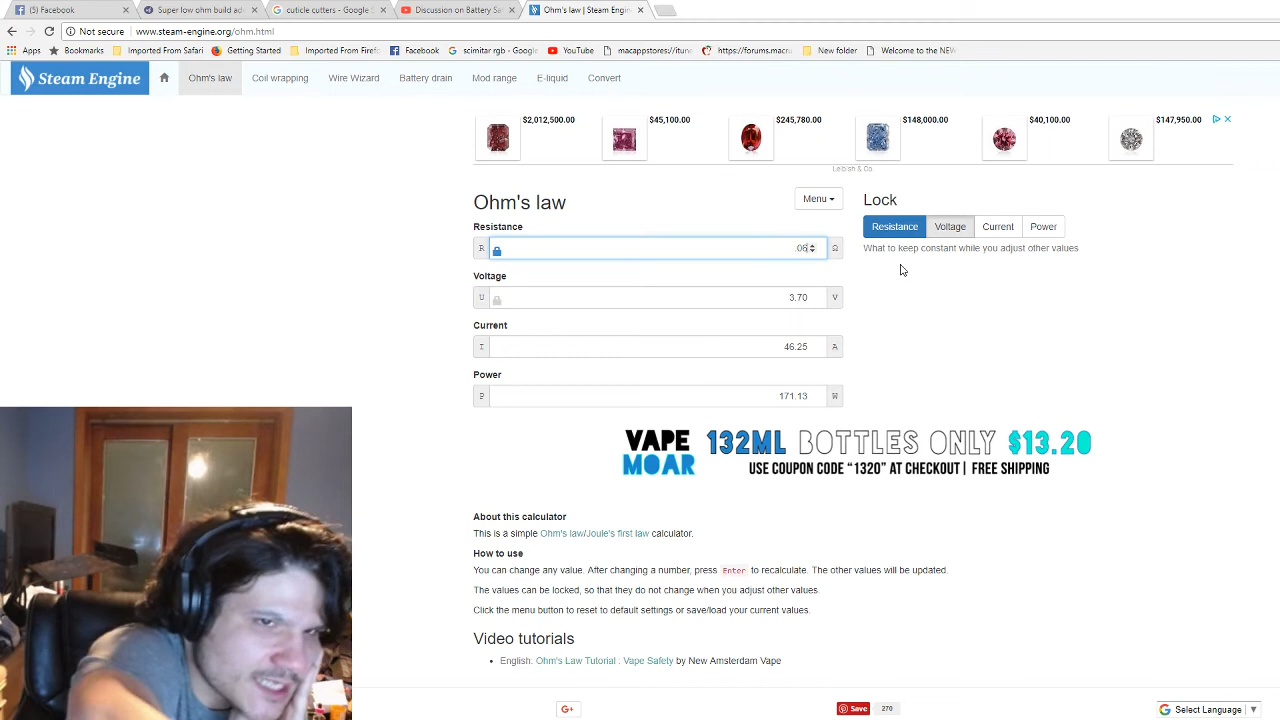 (5) Facebook
Super low ohm build ad
cuticle cutters - Google S
Discussion on Battery Sa
Ohm's law | Steam Engin
Not secure www.steam-engine.org/ohm.html
Apps Bookmarks Imported From Safari Getting Started Imported From Firef Facebook scimitar rgb - Google YouTube macappstores://itun https://forums.macru New folder Welcome to the NEW
Steam Engine Ohm's law Coil wrapping Wire Wizard Battery drain Mod range E-liquid Convert
$2,012,500.00 $45,100.00 $245,780.00 $148,000.00 $40,100.00 $147,950.00
Leibish & Co
Ohm's law Menu
Lock
Resistance
Resistance Voltage Current Power
R .06 Ω
What to keep constant while you adjust other values
Voltage
U 3.70 V
Current
I 46.25 A
Power
P 171.13 W
VAPE MOAR 132ML BOTTLES ONLY $13.20
USE COUPON CODE "1320" AT CHECKOUT | FREE SHIPPING
About this calculator
This is a simple Ohm's law/Joule's first law calculator.
How to use
You can change any value. After changing a number, press Enter to recalculate. The other values will be updated.
The values can be locked, so that they do not change when you adjust other values.
Click the menu button to reset to default settings or save/load your current values.
Video tutorials
English: Ohm's Law Tutorial : Vape Safety by New Amsterdam Vape
G+ Save 270 Select Language